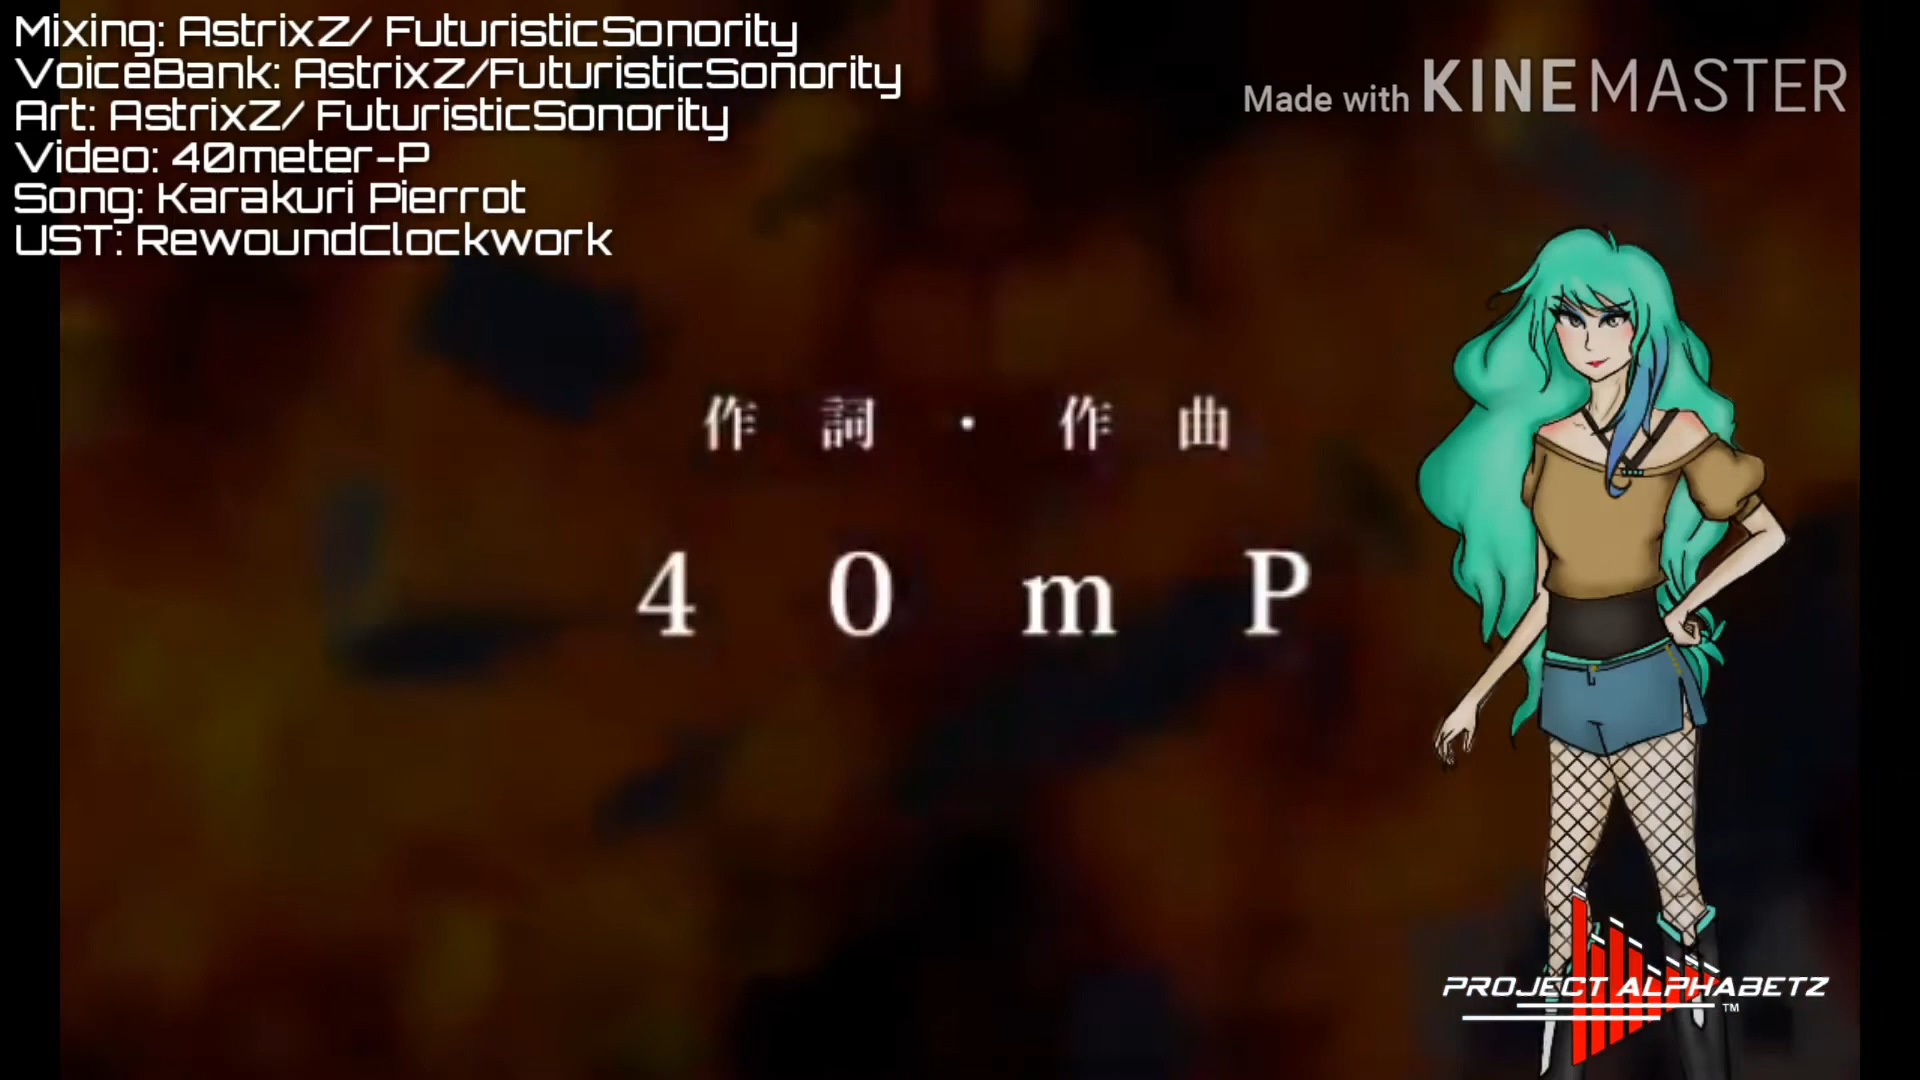 Mixing: AstrixZ/ FuturisticSonority
VoiceBank: AstrixZ/FuturisticSonority
Art: AstrixZ/ FuturisticSonority
Video: 40meter-P
Song: Karakuri Pierrot
UST: RewoundClockwork
Made with KINEMASTER
作詞・作曲
40mP
PROJECT ALPHABETZ
TM